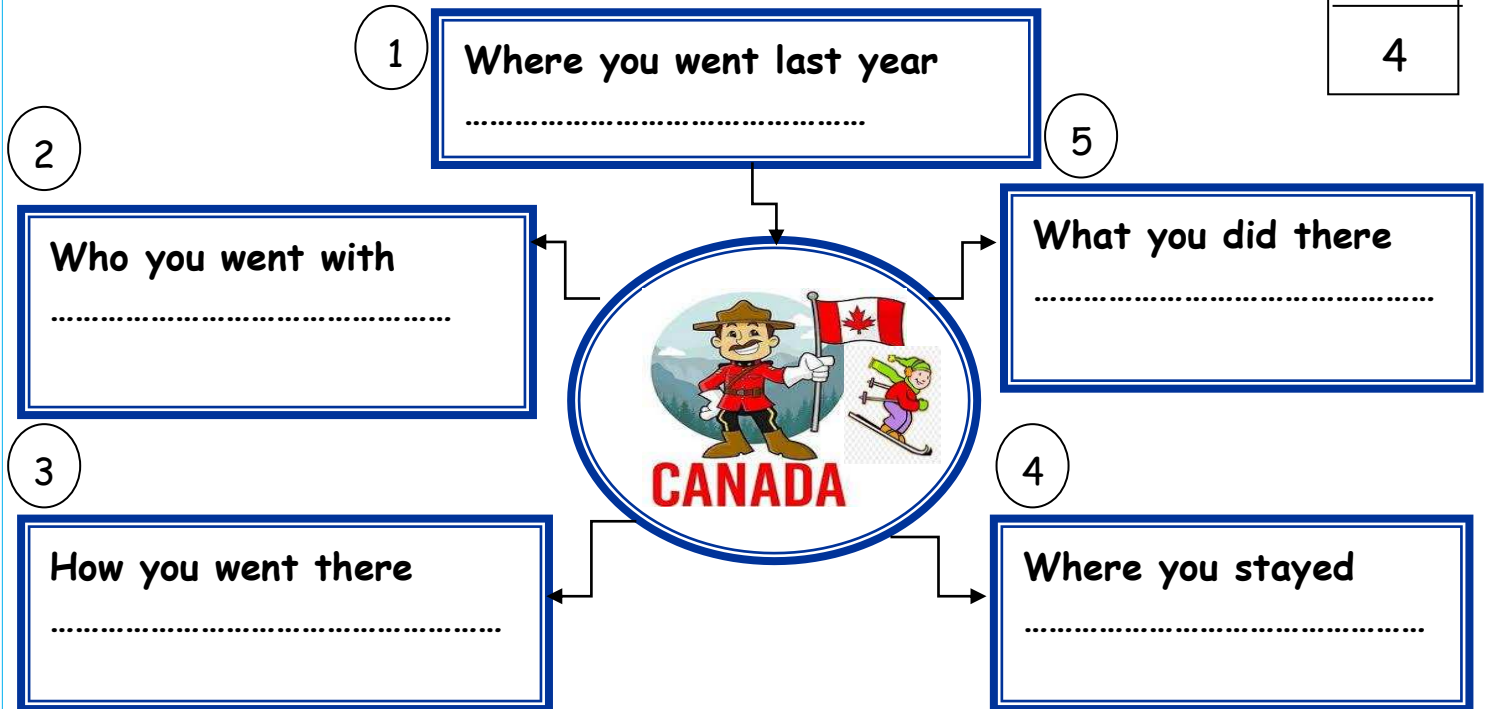 1
Where you went last year
................................................
4
2
Who you went with
................................................
5
What you did there
................................................
CANADA
3
How you went there
......................................................
4
Where you stayed
................................................